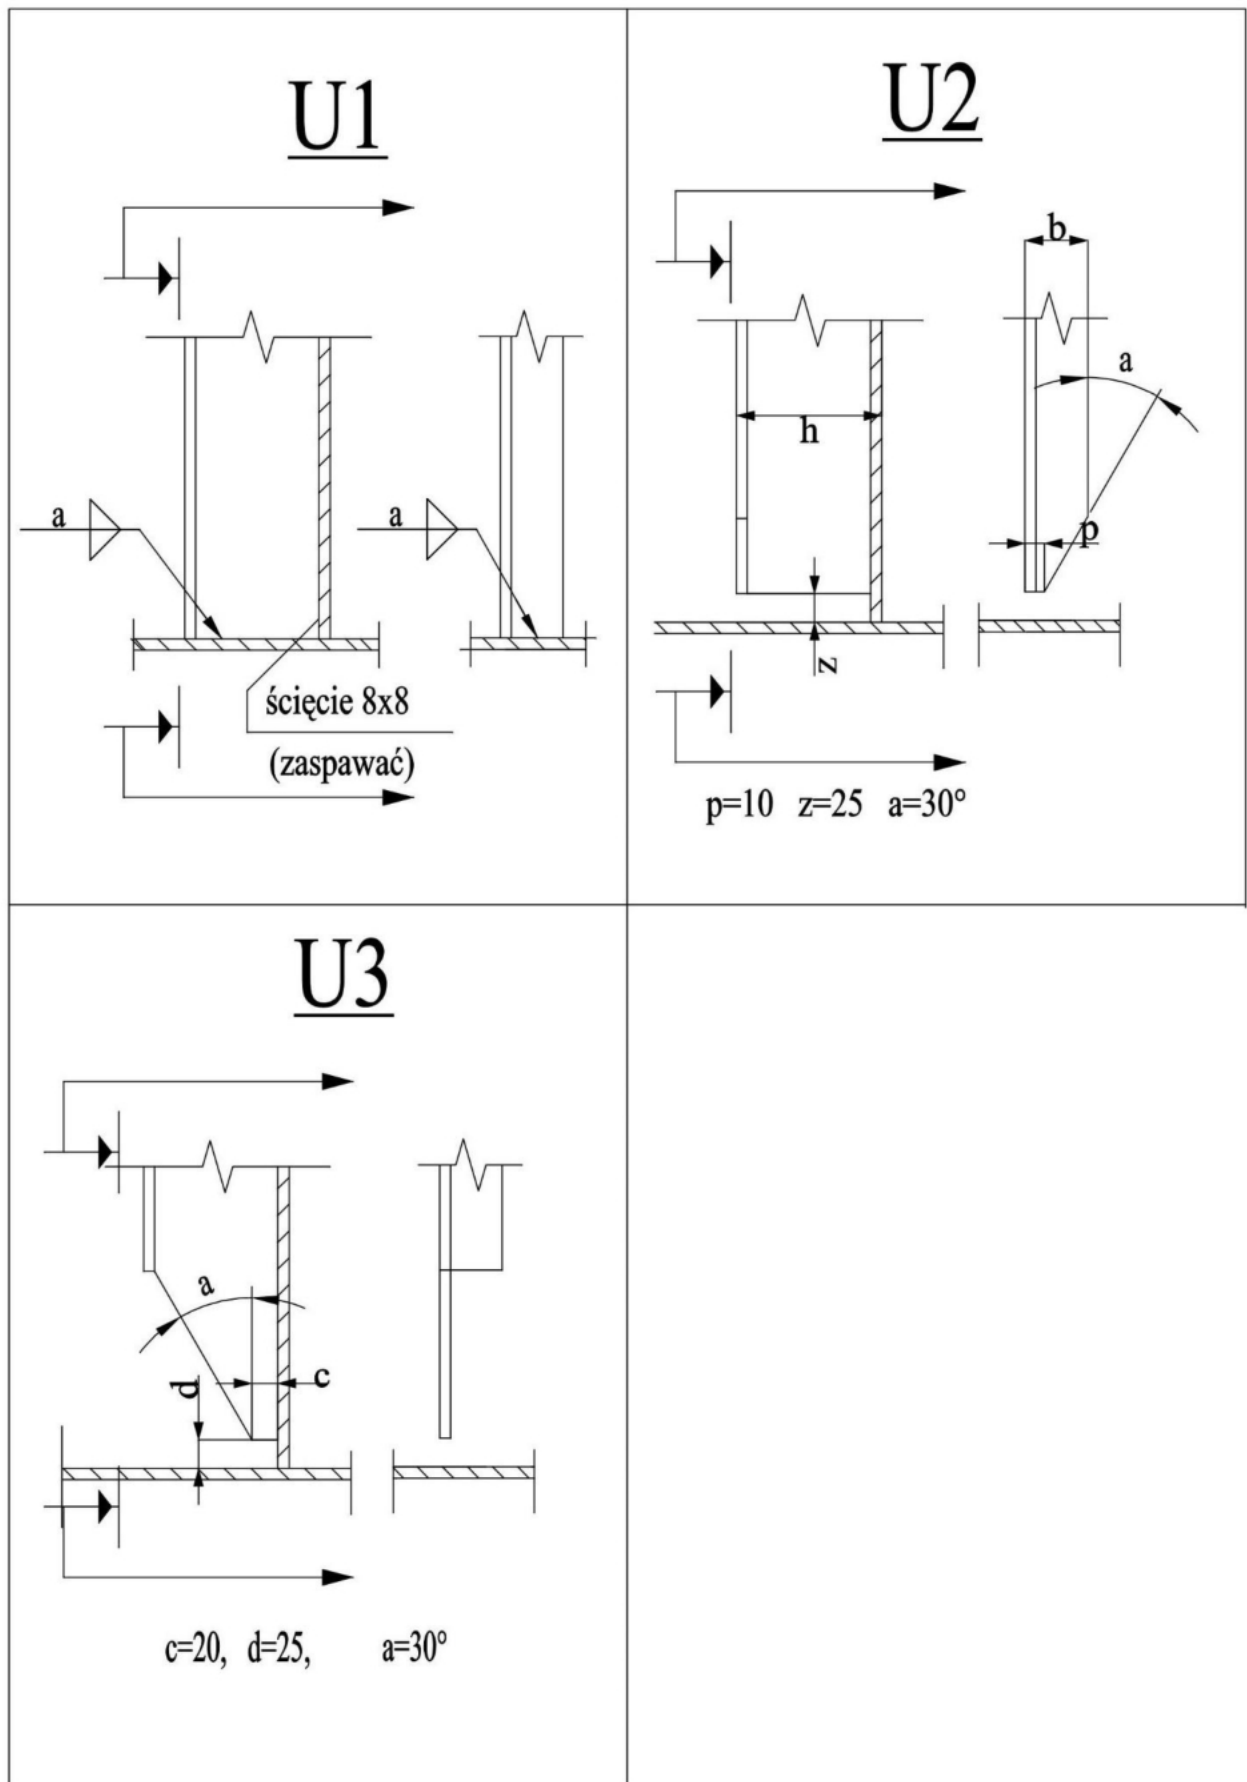 U1
a
a
ścięcie 8x8
(zaspawać)
U2
b
a
h
p
z
p=10 z=25 a=30°
U3
a
c
d
c=20, d=25, a=30°